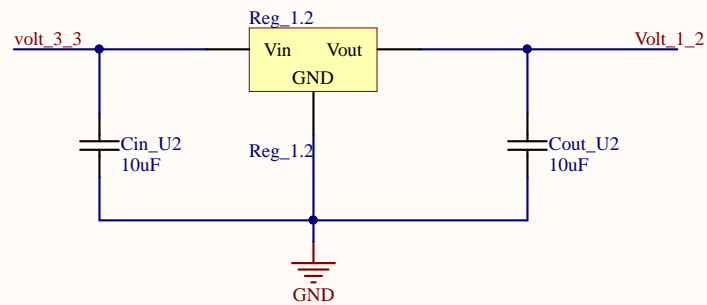 Reg_1.2
volt_3_3
Volt_1_2
Vin
Vout
GND
Cin_U2
10uF
Reg_1.2
Cout_U2
10uF
GND